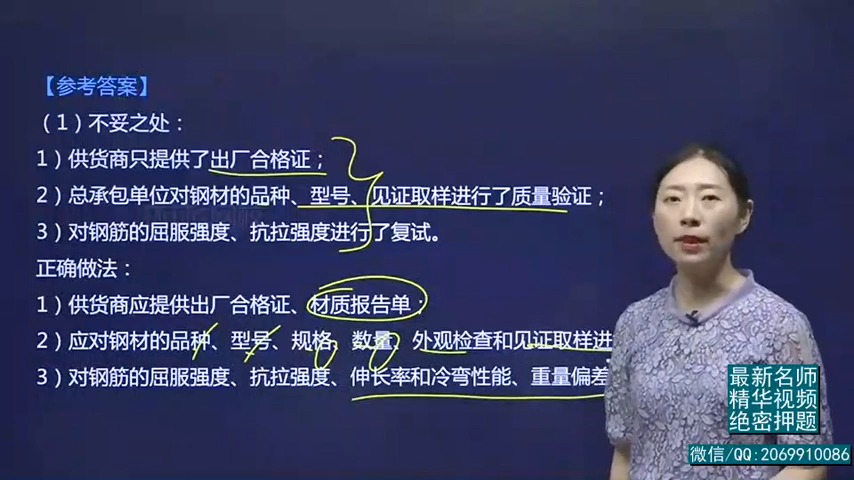 【参考答案】
（1）不妥之处：
1）供货商只提供了出厂合格证；
2）总承包单位对钢材的品种、型号、见证取样进行了质量验证；
3）对钢筋的屈服强度、抗拉强度进行了复试。
正确做法：
1）供货商应提供出厂合格证、材质报告单；
2）应对钢材的品种、型号、规格、数量、外观检查和见证取样进
3）对钢筋的屈服强度、抗拉强度、伸长率和冷弯性能、重量偏差
最新名师
精华视频
绝密押题
微信/QQ:2069910086